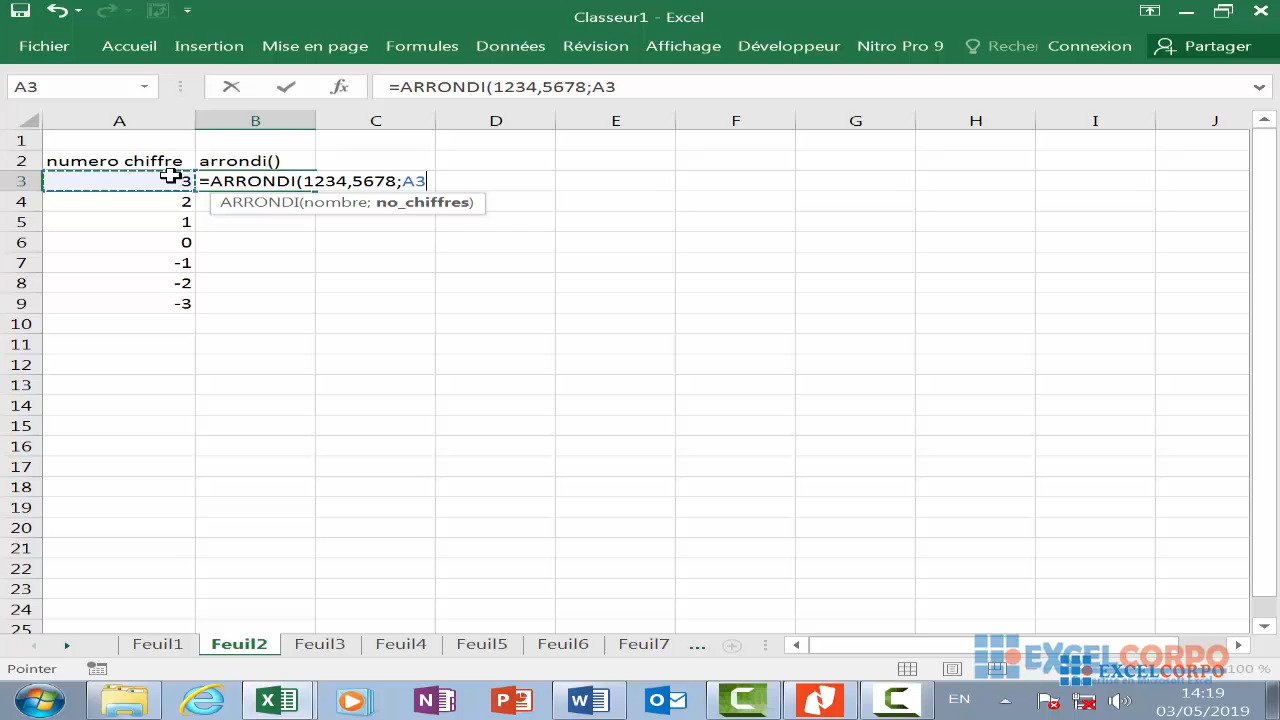 Classeur1 - Excel
Fichier Accueil Insertion Mise en page Formules Données Révision Affichage Développeur Nitro Pro 9 Recher Connexion Partager
A3 fx =ARRONDI(1234,5678;A3
A B C D E F G H I J
1
2 numero chiffre arrondi()
3 3 =ARRONDI(1234,5678;A3
4 2 ARRONDI(nombre; no_chiffres)
5 1
6 0
7 -1
8 -2
9 -3
10
11
12
13
14
15
16
17
18
19
20
21
22
23
24
25
Feuil1 Feuil2 Feuil3 Feuil4 Feuil5 Feuil6 Feuil7 ...
EXCELCORPO
Pointer EXCELCORPO 100 %
EN 14:19
03/05/2019